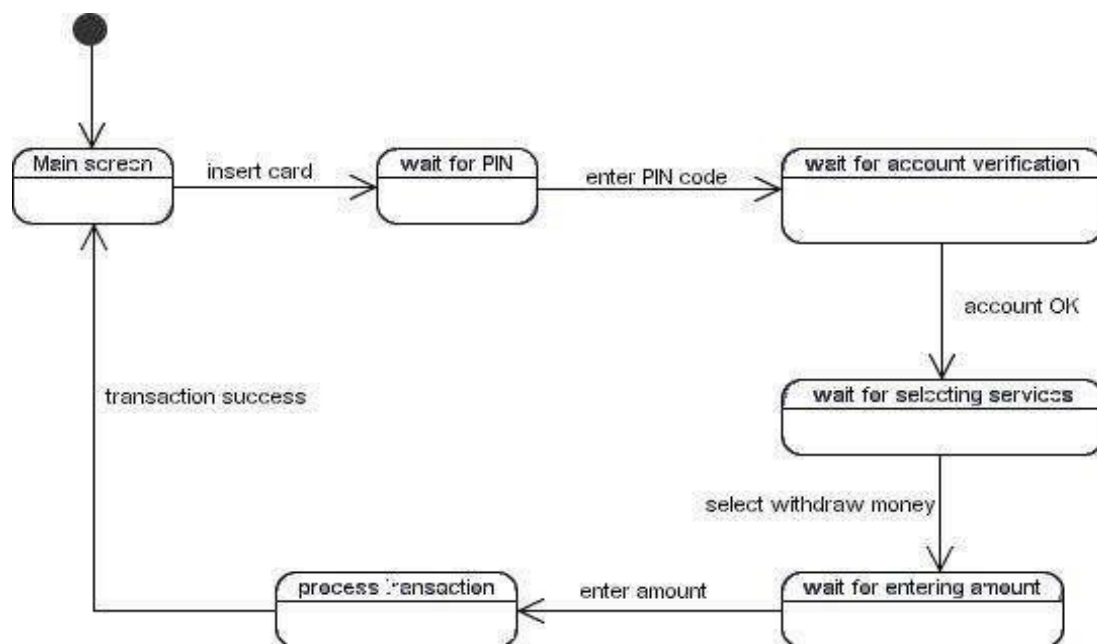 Main screen
insert card
wait for PIN
enter PIN code
wait for account verification
account OK
transaction success
wait for selecting services
select withdraw money
process transaction
enter amount
wait for entering amount